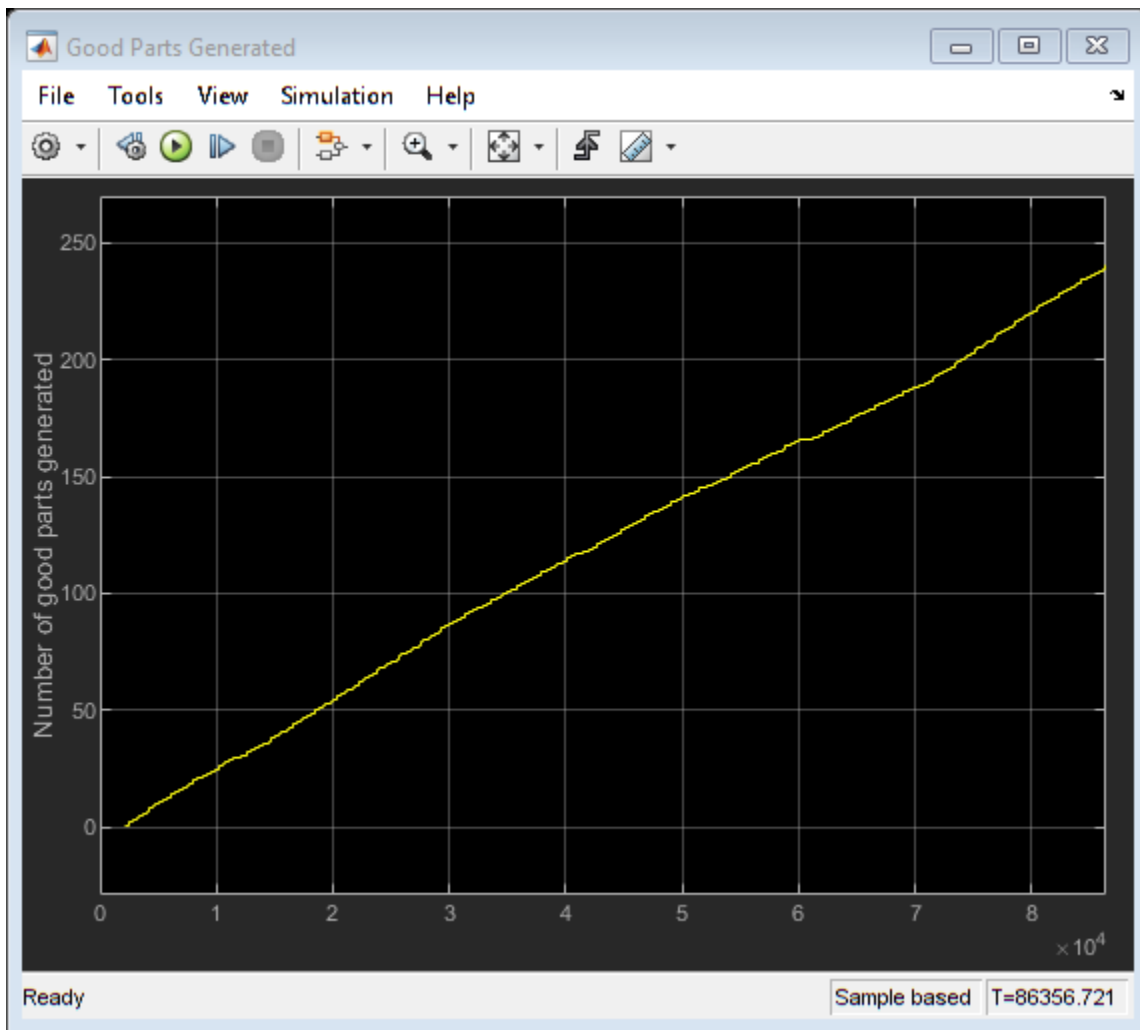 Good Parts Generated
File Tools View Simulation Help
Number of good parts generated
250
200
150
100
50
0
0 1 2 3 4 5 6 7 8
×10⁴
Ready
Sample based T=86356.721